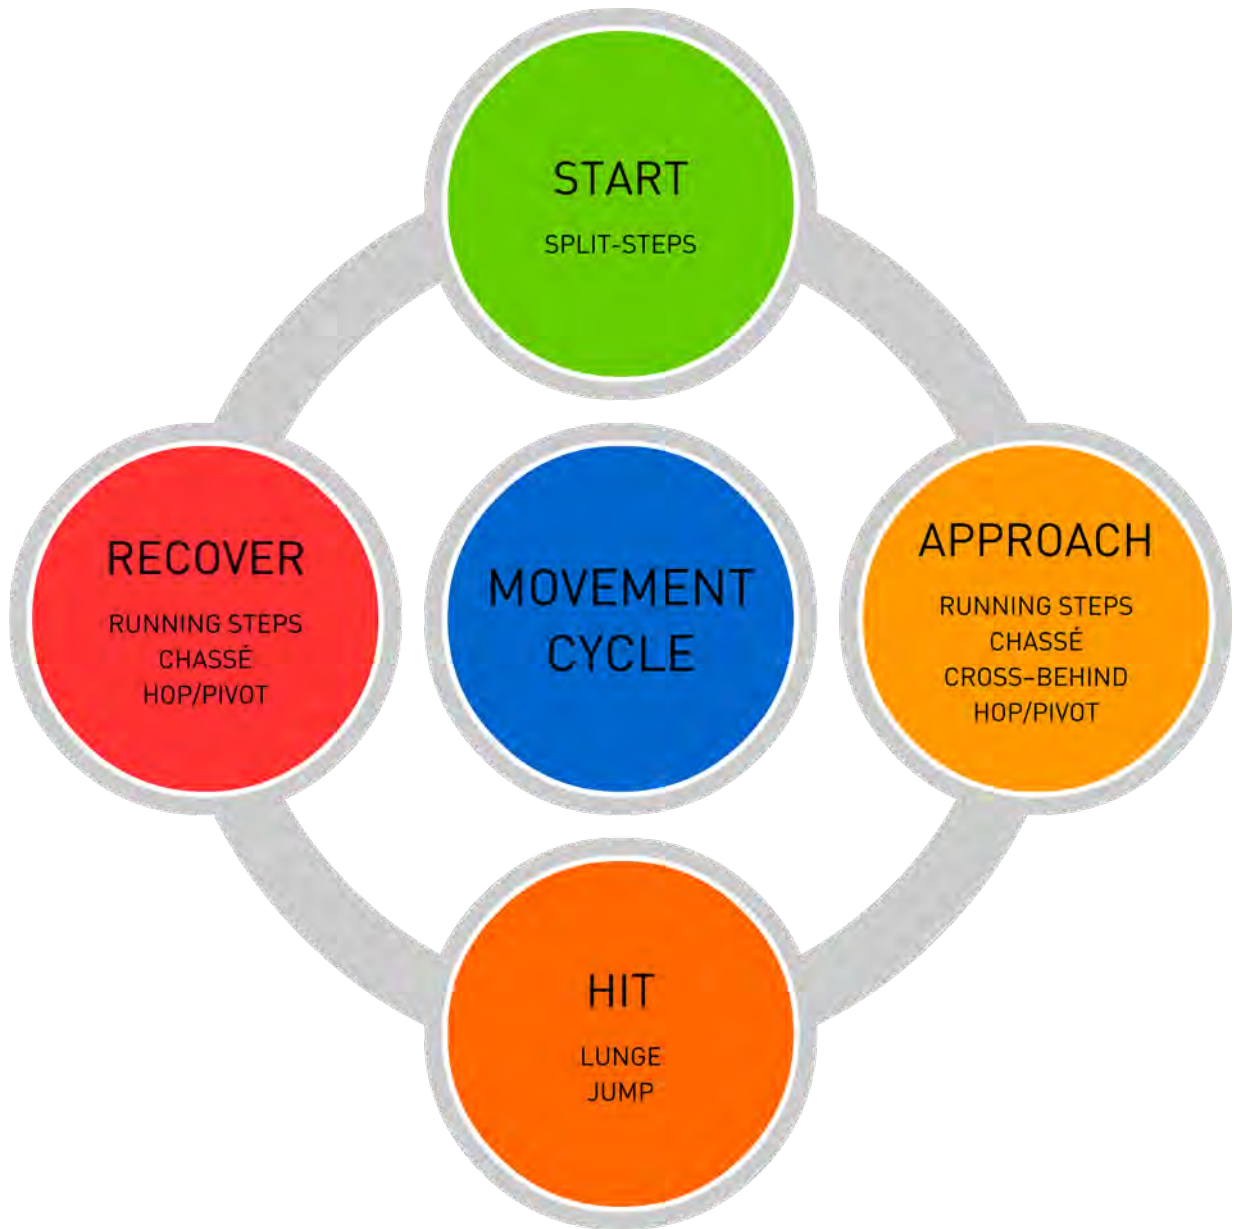 START
SPLIT-STEPS
RECOVER
RUNNING STEPS
CHASSÉ
HOP/PIVOT
MOVEMENT
CYCLE
APPROACH
RUNNING STEPS
CHASSÉ
CROSS–BEHIND
HOP/PIVOT
HIT
LUNGE
JUMP